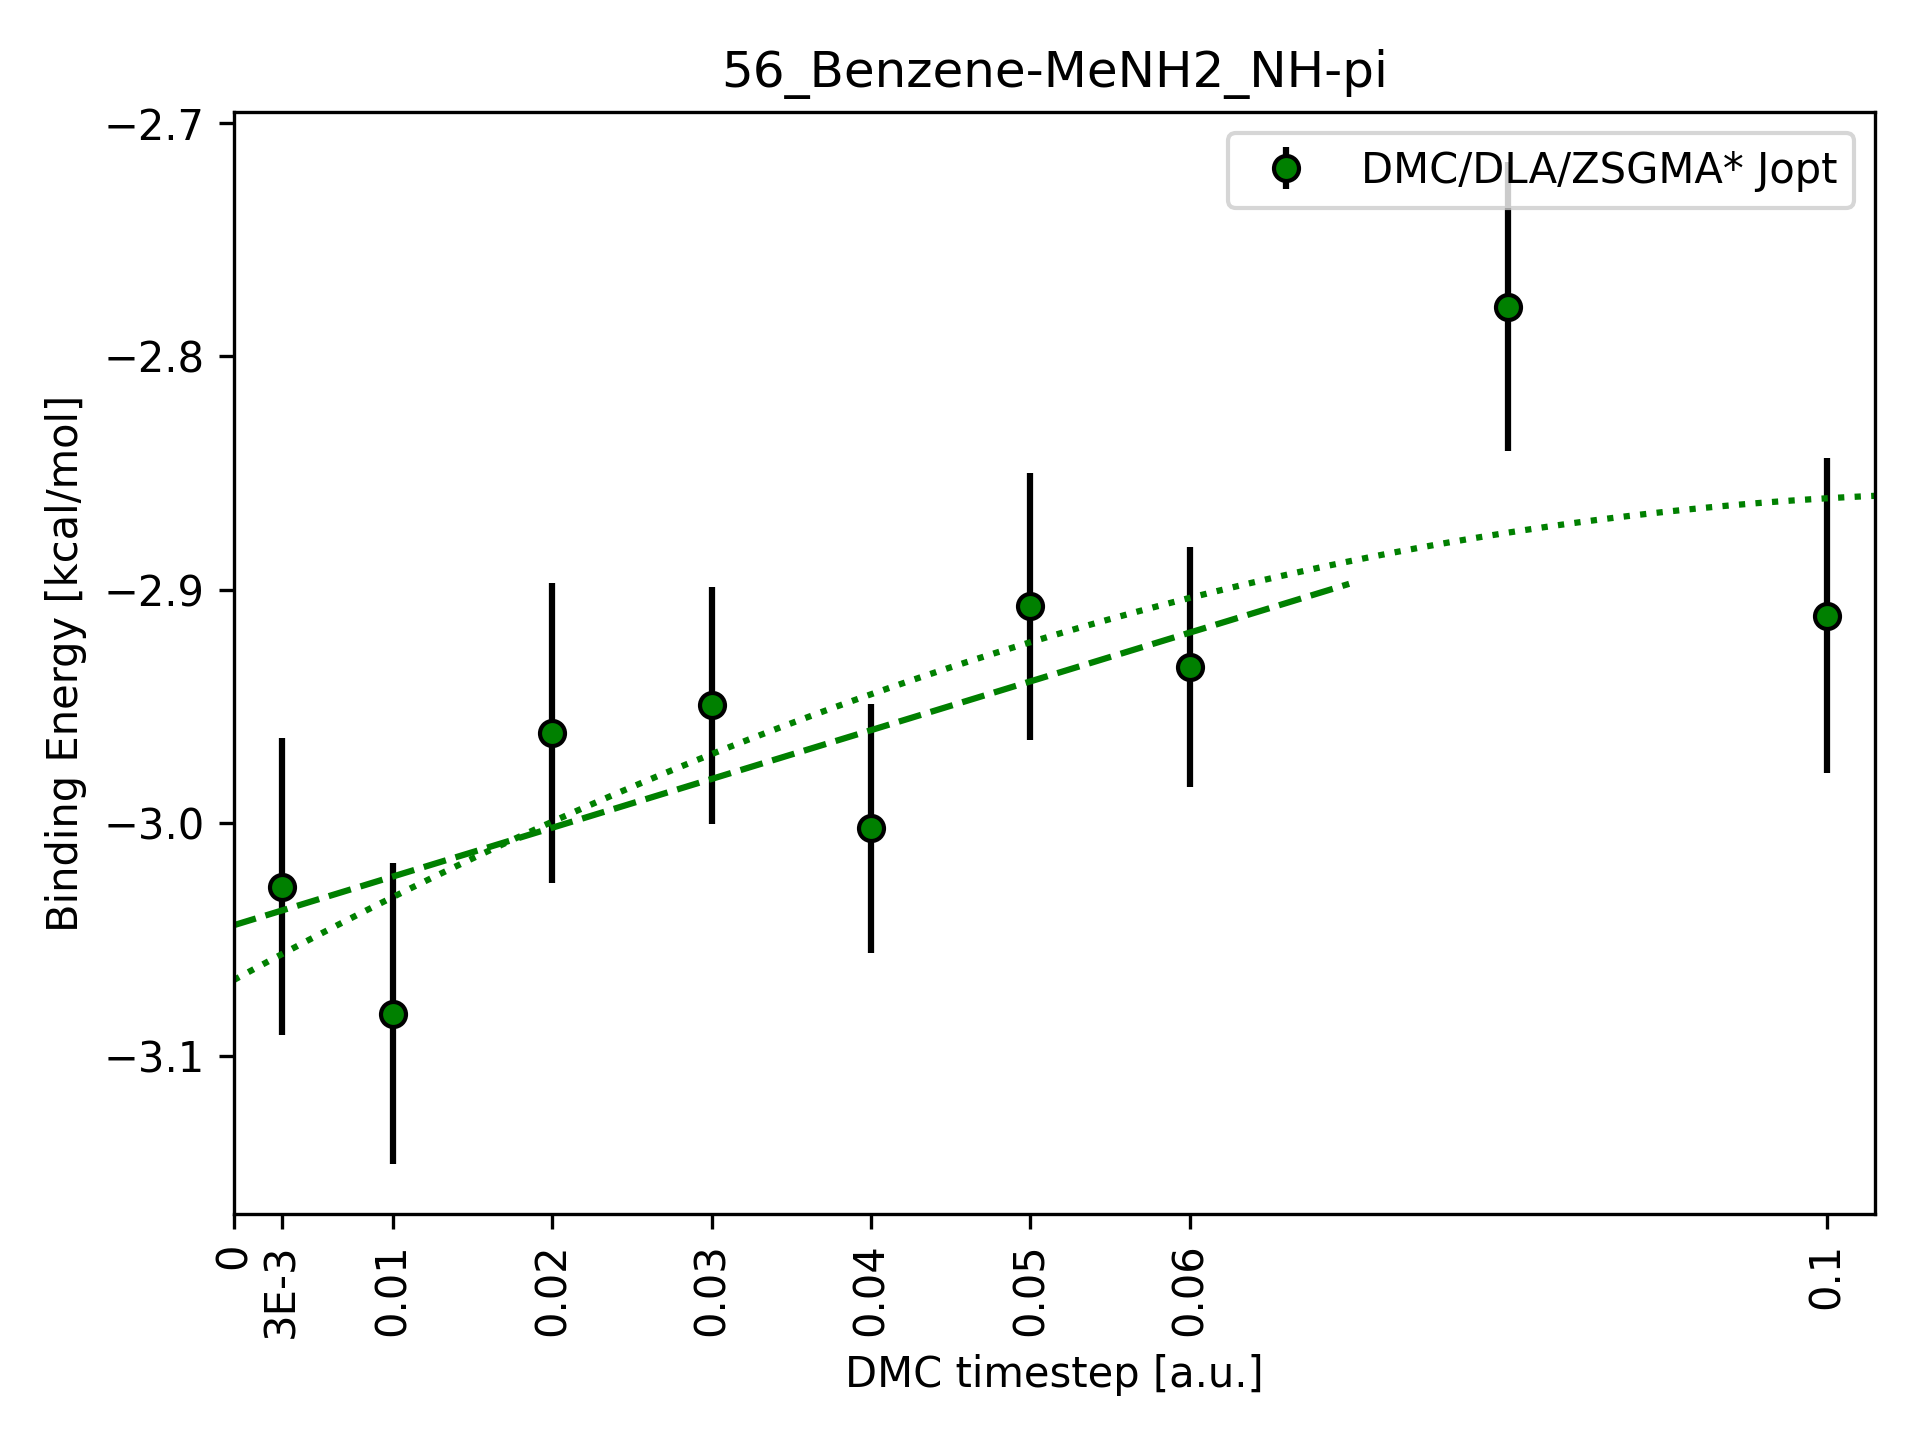 56_Benzene-MeNH2_NH-pi
DMC/DLA/ZSGMA* Jopt
−2.7
−2.8
−2.9
−3.0
−3.1
Binding Energy [kcal/mol]
0
3E-3
0.01
0.02
0.03
0.04
0.05
0.06
0.1
DMC timestep [a.u.]